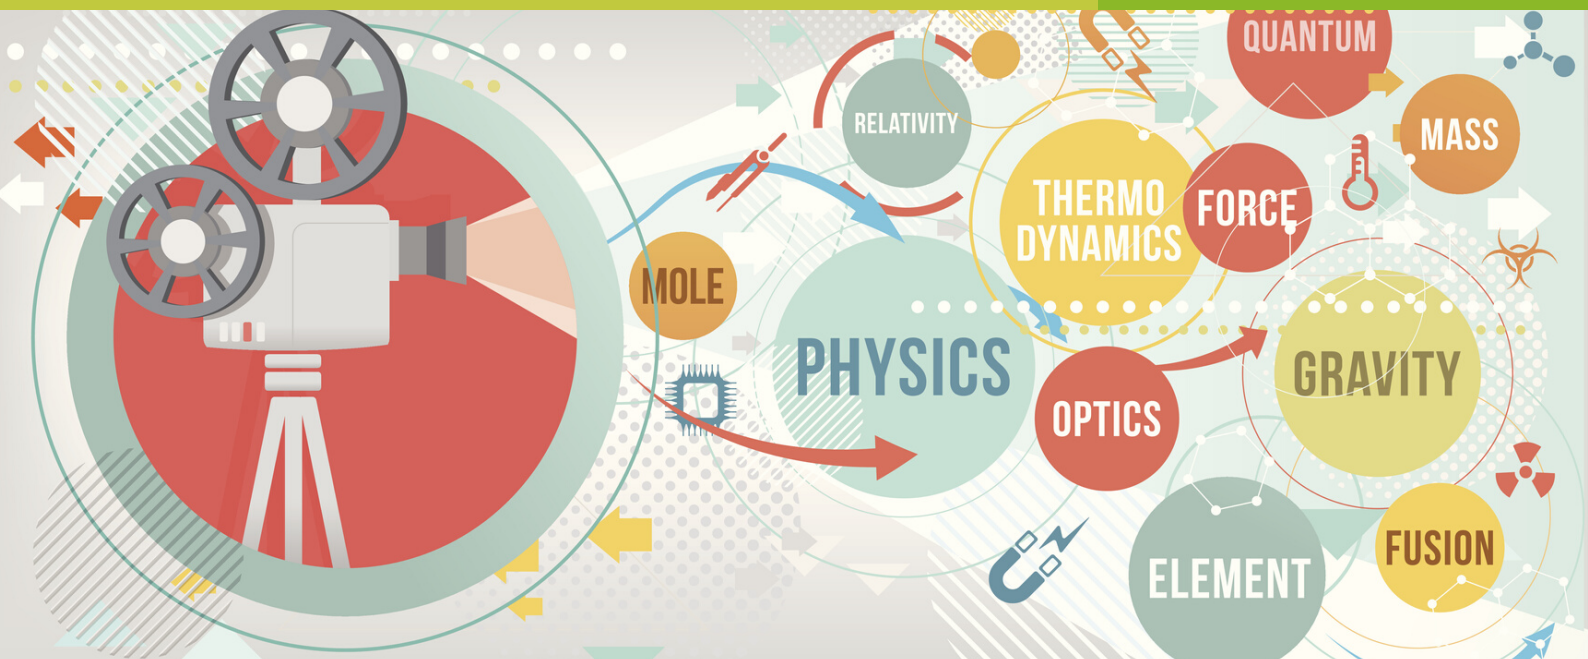 QUANTUM
RELATIVITY
MASS
THERMO
DYNAMICS
FORCE
MOLE
PHYSICS
OPTICS
GRAVITY
ELEMENT
FUSION